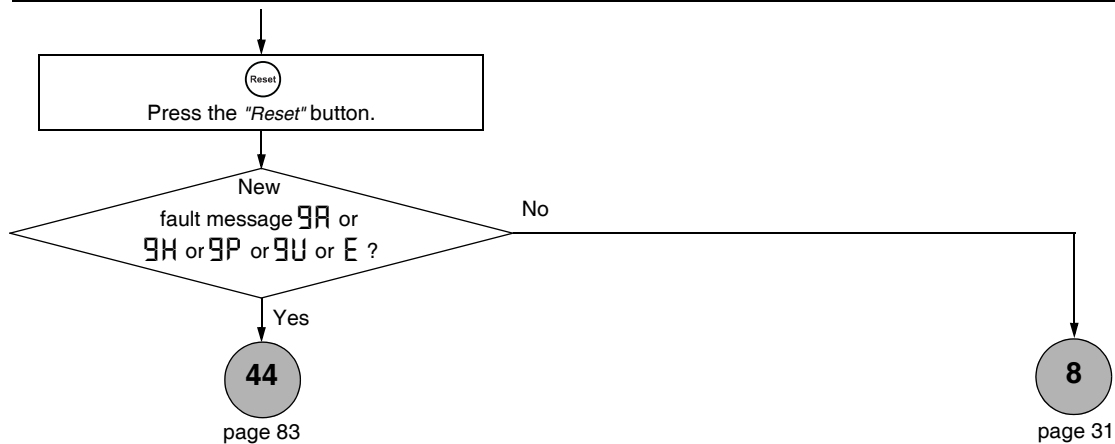 Reset
Press the "Reset" button.
New
fault message 9A or
9H or 9P or 9U or E ?
No
Yes
44
page 83
8
page 31